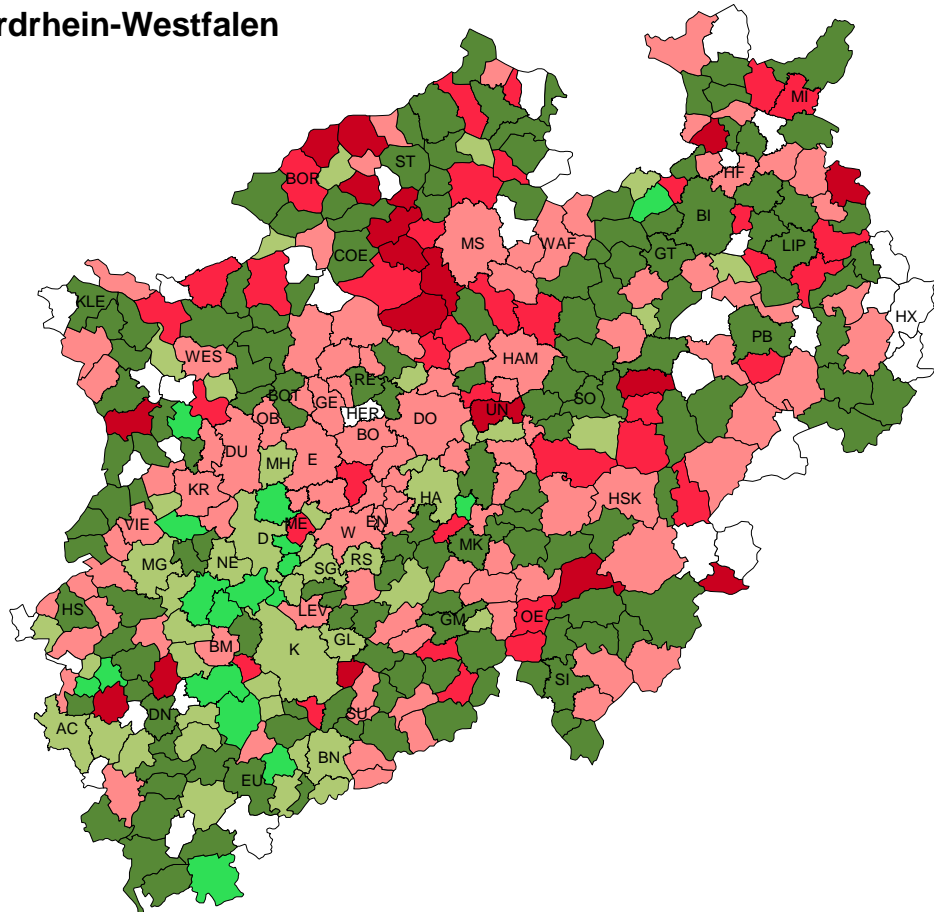 rdrhein-Westfalen
MI
ST
BOR
HF
BI
MS
WAF
COE
GT
LIP
KLE
HX
PB
WES
HAM
RE
BOT
SO
GE
UN
OB
HER
DO
BO
DU
MH
E
KR
HA
HSK
VIE
ME
EN
W
D
MK
MG
NE
SG
RS
HS
LEV
OE
GM
BM
K
GL
SI
DN
SU
AC
BN
EU